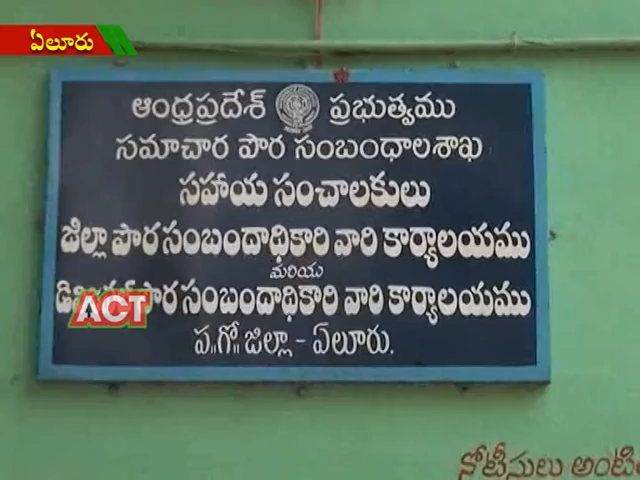 ఏలూరు
ఆంధ్రప్రదేశ్ ప్రభుత్వము
సమాచార పౌర సంబంధాలశాఖ
సహాయ సంచాలకులు
జిల్లా పౌర సంబందాధికారి వారి కార్యాలయము
మరియు
పౌర సంబందాధికారి వారి కార్యాలయము
ACT
ప.గో. జిల్లా - ఏలూరు.
నోటీసులు